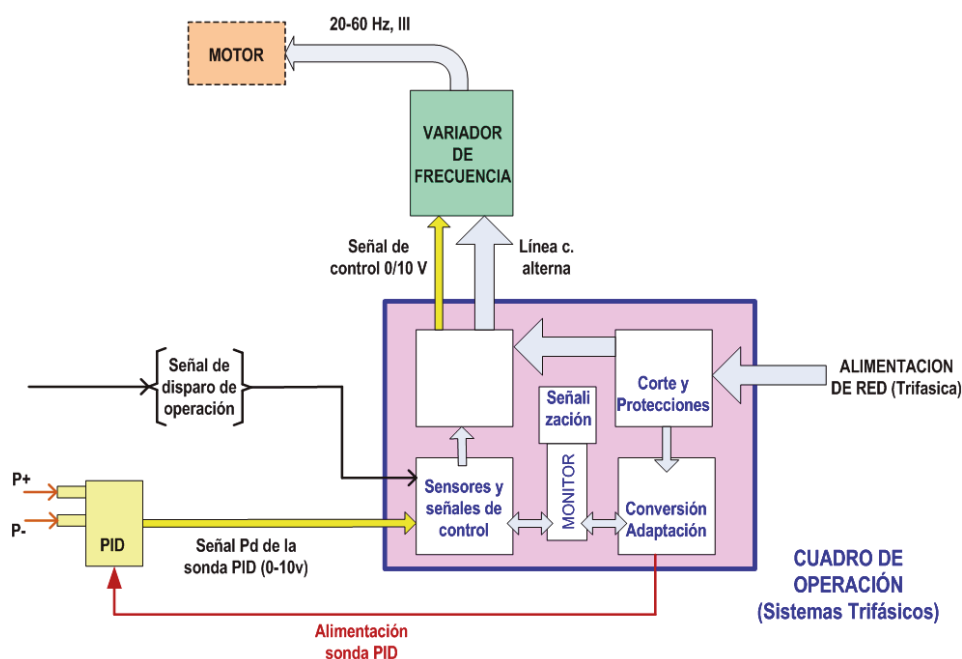 20-60 Hz, III
MOTOR
VARIADOR
DE
FRECUENCIA
Señal de
control 0/10 V
Línea c.
alterna
Señal de
disparo de
operación
Corte y
Protecciones
ALIMENTACION
DE RED (Trifasica)
Señali
zación
MONITOR
Sensores y
señales de
control
Conversión
Adaptación
P+
P-
PID
Señal Pd de la
sonda PID (0-10v)
CUADRO DE
OPERACIÓN
(Sistemas Trifásicos)
Alimentación
sonda PID